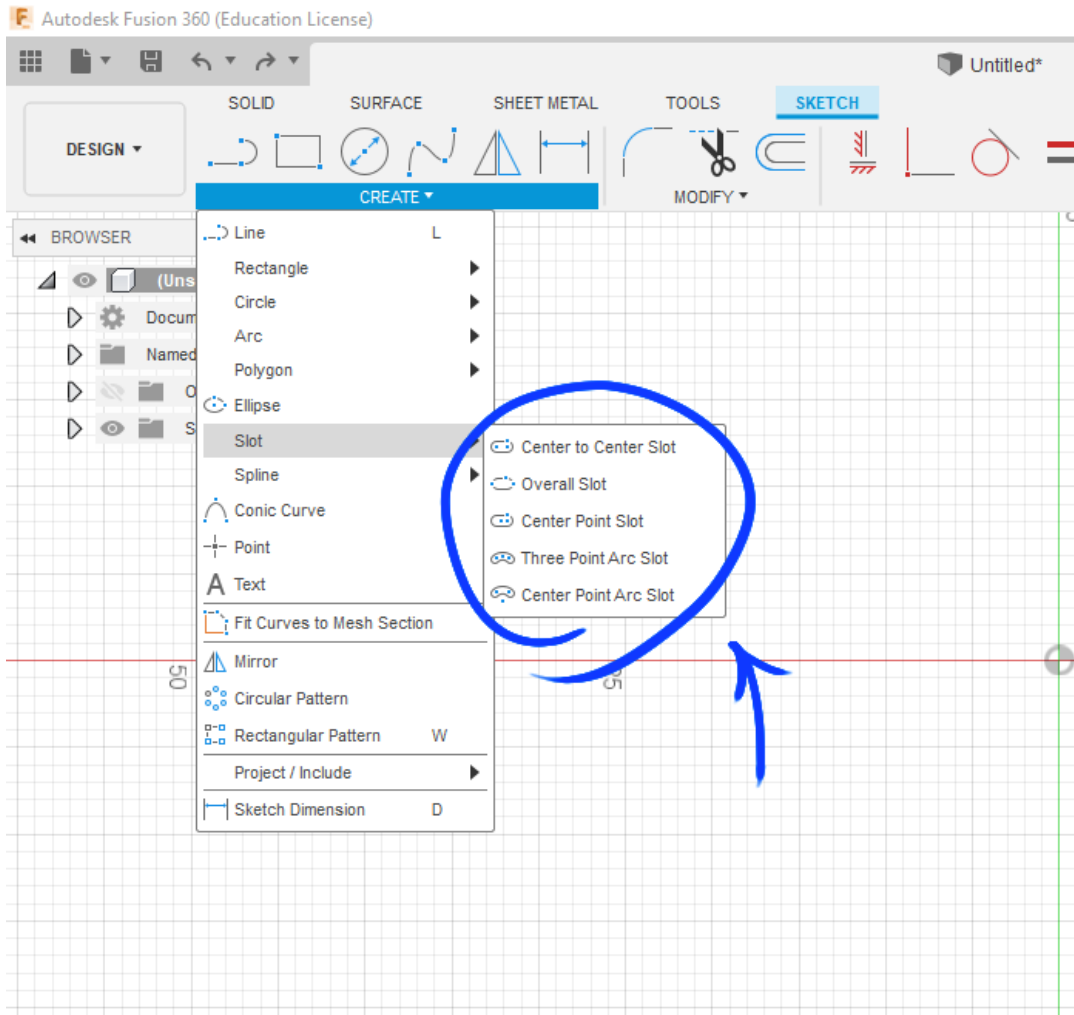 Autodesk Fusion 360 (Education License)
Untitled*
SOLID SURFACE SHEET METAL TOOLS SKETCH
DESIGN
CREATE MODIFY
BROWSER
(Uns
Docum
Named
O
S
Line L
Rectangle
Circle
Arc
Polygon
Ellipse
Slot
Spline
Conic Curve
Point
Text
Fit Curves to Mesh Section
Mirror
Circular Pattern
Rectangular Pattern W
Project / Include
Sketch Dimension D
Center to Center Slot
Overall Slot
Center Point Slot
Three Point Arc Slot
Center Point Arc Slot
50